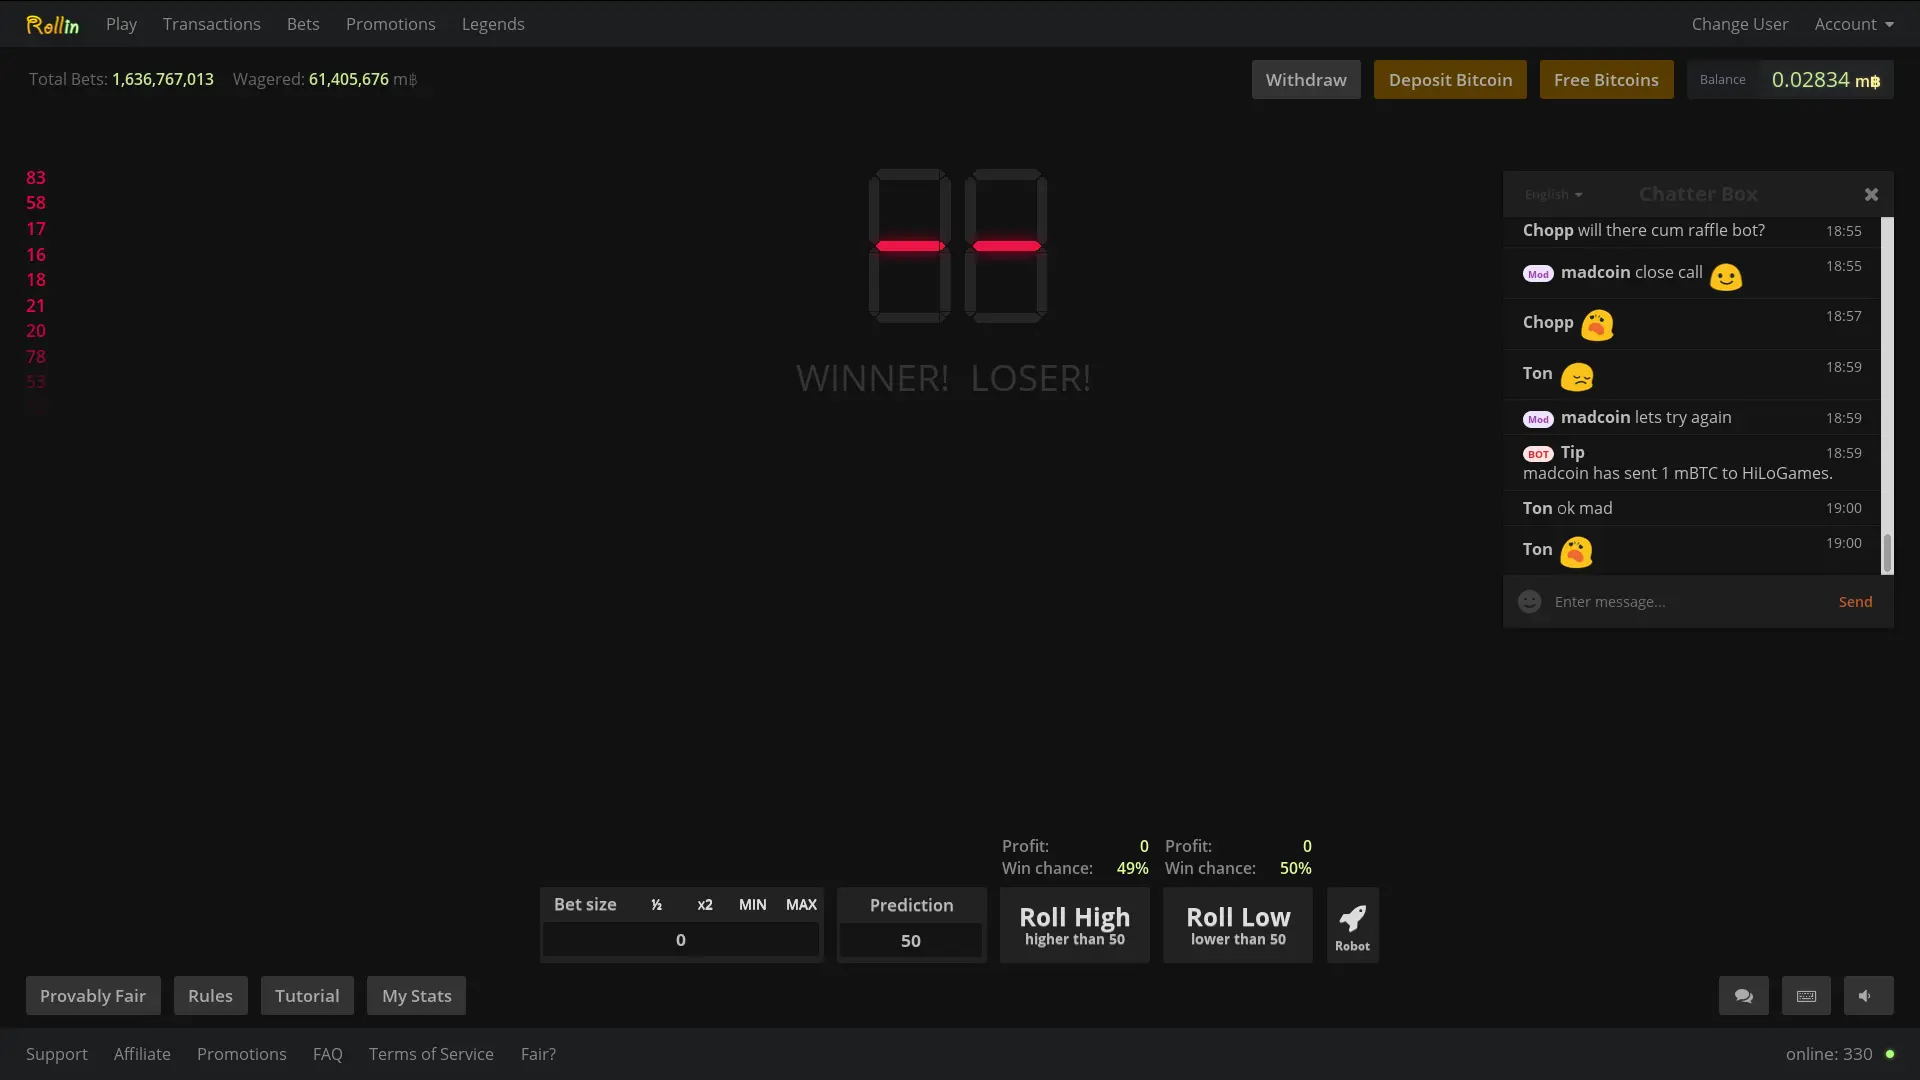 Rollin Play Transactions Bets Promotions Legends Change User Account
Total Bets: 1,636,767,013 Wagered: 61,405,676 m฿ Withdraw Deposit Bitcoin Free Bitcoins Balance 0.02834 m฿
83
58
17
16
18
21
20
78
53
WINNER! LOSER!
English Chatter Box
Chopp will there cum raffle bot? 18:55
Mod madcoin close call 18:55
Chopp 18:57
Ton 18:59
Mod madcoin lets try again 18:59
BOT Tip 18:59
madcoin has sent 1 mBTC to HiLoGames.
Ton ok mad 19:00
Ton 19:00
Enter message... Send
Profit: 0 Profit: 0
Win chance: 49% Win chance: 50%
Bet size ½ x2 MIN MAX Prediction Roll High Roll Low
0 50 higher than 50 lower than 50 Robot
Provably Fair Rules Tutorial My Stats
Support Affiliate Promotions FAQ Terms of Service Fair? online: 330